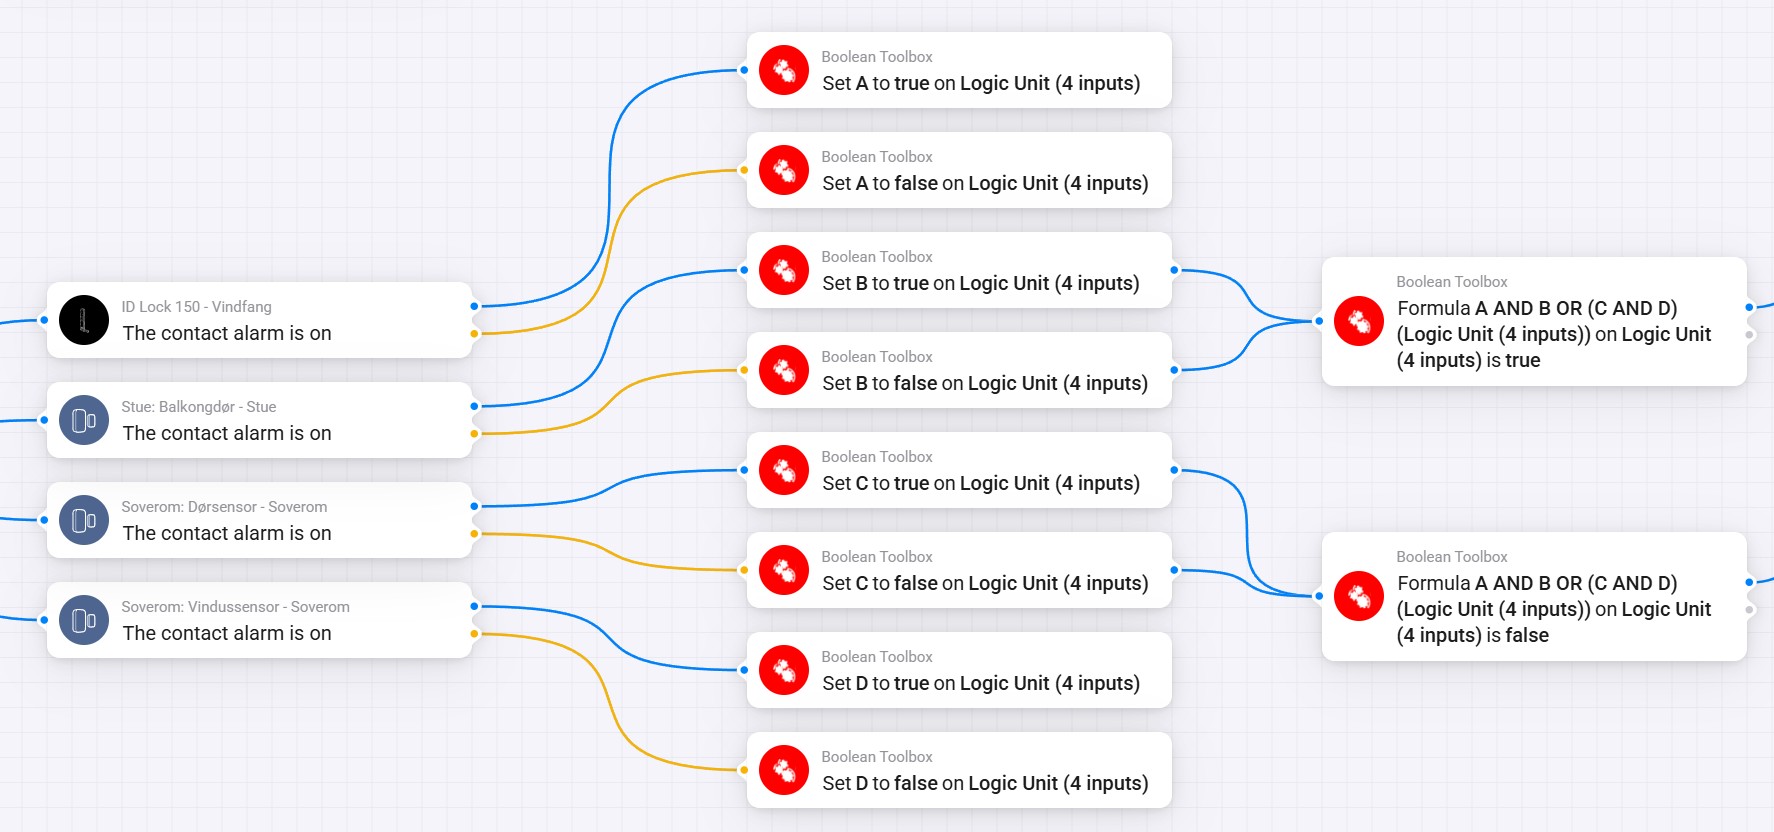 Boolean Toolbox
Set A to true on Logic Unit (4 inputs)
Boolean Toolbox
Set A to false on Logic Unit (4 inputs)
Boolean Toolbox
Set B to true on Logic Unit (4 inputs)
Boolean Toolbox
Set B to false on Logic Unit (4 inputs)
Boolean Toolbox
Set C to true on Logic Unit (4 inputs)
Boolean Toolbox
Set C to false on Logic Unit (4 inputs)
Boolean Toolbox
Set D to true on Logic Unit (4 inputs)
Boolean Toolbox
Set D to false on Logic Unit (4 inputs)
ID Lock 150 - Vindfang
The contact alarm is on
Stue: Balkongdør - Stue
The contact alarm is on
Soverom: Dørsensor - Soverom
The contact alarm is on
Soverom: Vindussensor - Soverom
The contact alarm is on
Boolean Toolbox
Formula A AND B OR (C AND D)
(Logic Unit (4 inputs)) on Logic Unit
(4 inputs) is true
Boolean Toolbox
Formula A AND B OR (C AND D)
(Logic Unit (4 inputs)) on Logic Unit
(4 inputs) is false